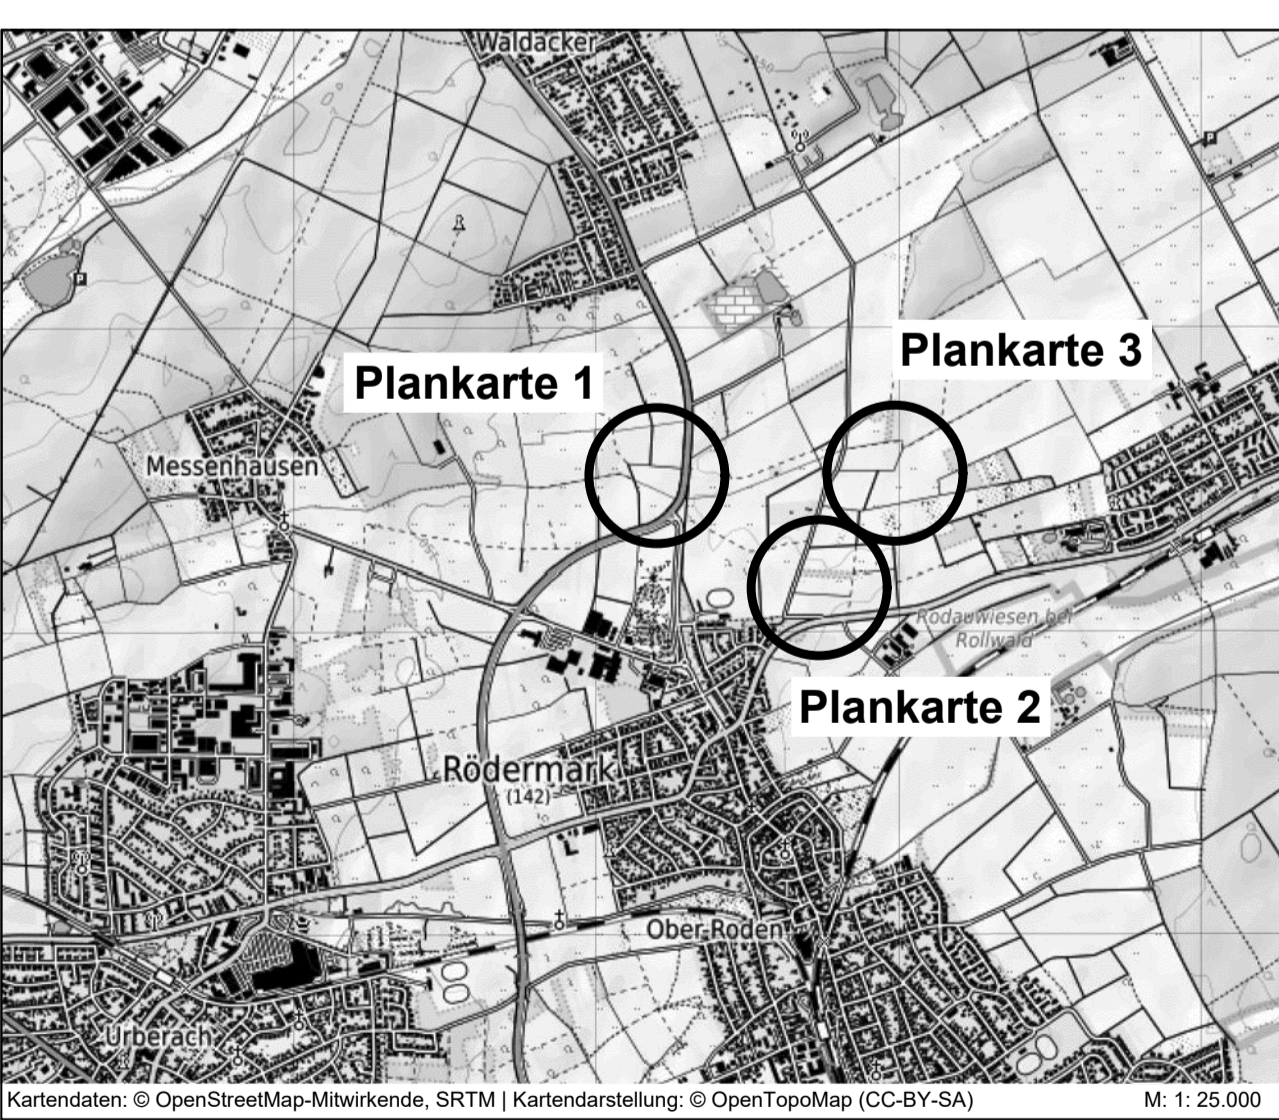 Waldacker
Plankarte 3
Plankarte 1
Messenhausen
Rodauwiesen bei
Rollwald
Plankarte 2
Rödermark
(142)
Ober-Roden
Urberach
Kartendaten: © OpenStreetMap-Mitwirkende, SRTM | Kartendarstellung: © OpenTopoMap (CC-BY-SA)
M: 1: 25.000